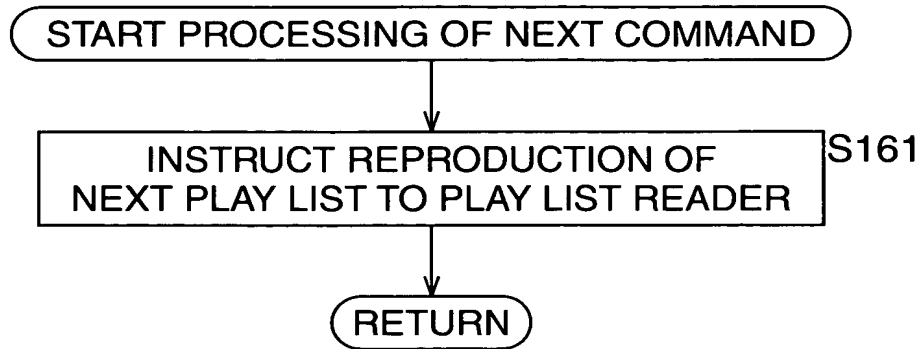 START PROCESSING OF NEXT COMMAND
INSTRUCT REPRODUCTION OF
NEXT PLAY LIST TO PLAY LIST READER
S161
RETURN